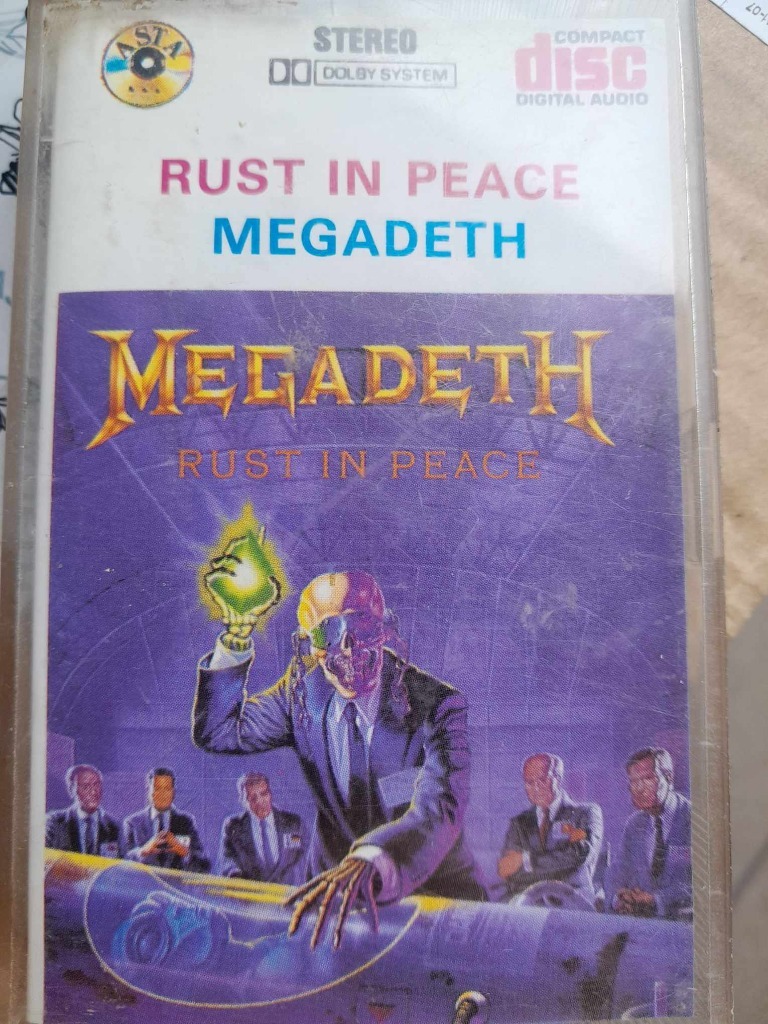 ASTA
STEREO
DOLBY SYSTEM
COMPACT
disc
DIGITAL AUDIO
RUST IN PEACE
MEGADETH
MEGADETH
RUST IN PEACE